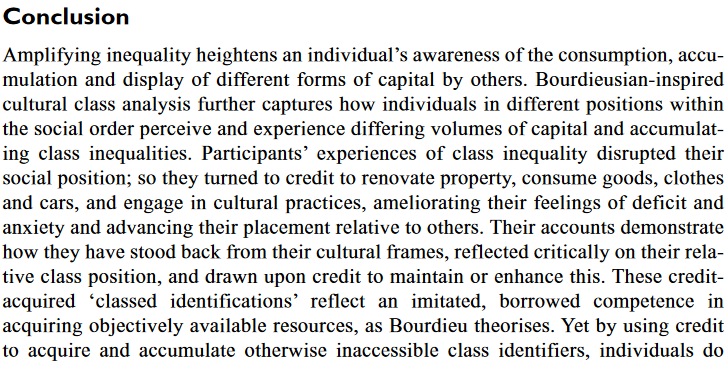 Conclusion
Amplifying inequality heightens an individual’s awareness of the consumption, accu-
mulation and display of different forms of capital by others. Bourdieusian-inspired
cultural class analysis further captures how individuals in different positions within
the social order perceive and experience differing volumes of capital and accumulat-
ing class inequalities. Participants’ experiences of class inequality disrupted their
social position; so they turned to credit to renovate property, consume goods, clothes
and cars, and engage in cultural practices, ameliorating their feelings of deficit and
anxiety and advancing their placement relative to others. Their accounts demonstrate
how they have stood back from their cultural frames, reflected critically on their rela-
tive class position, and drawn upon credit to maintain or enhance this. These credit-
acquired ‘classed identifications’ reflect an imitated, borrowed competence in
acquiring objectively available resources, as Bourdieu theorises. Yet by using credit
to acquire and accumulate otherwise inaccessible class identifiers, individuals do